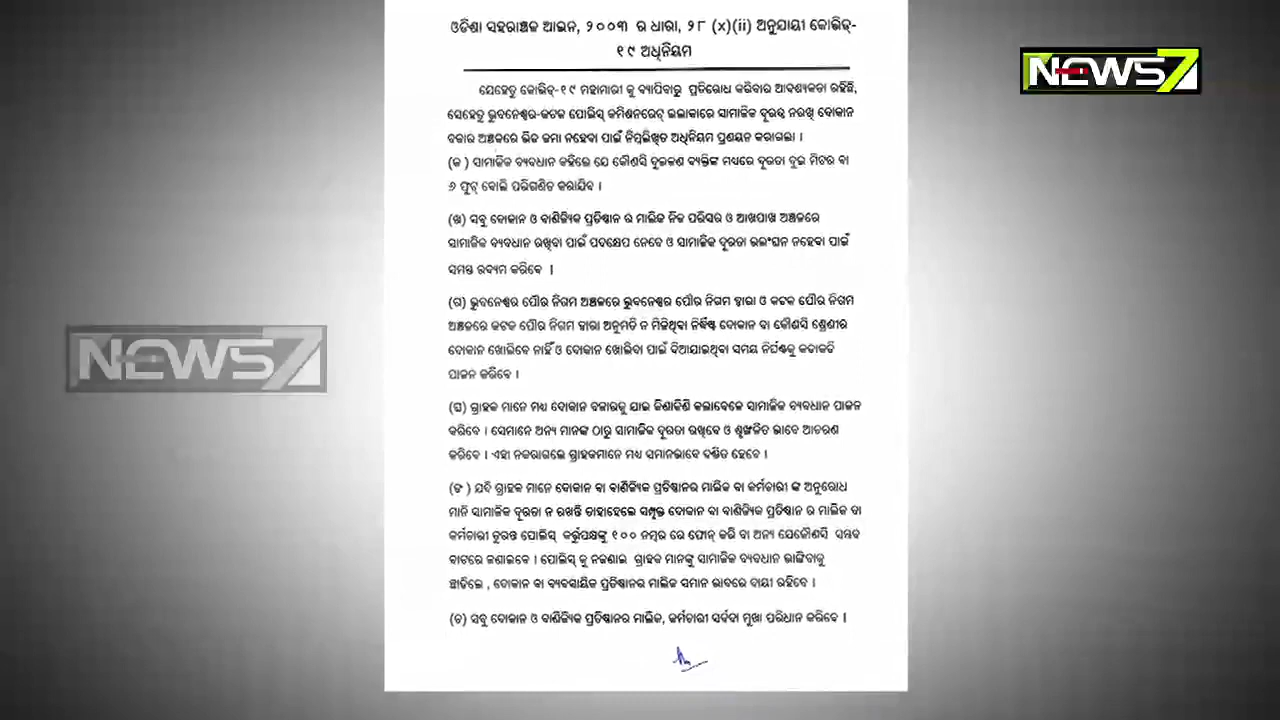 ଓଡିଶା ସହରାଞ୍ଚଳ ଆଇନ, ୨୦୦୩ ର ଧାରା, ୨୮ (x)(ii) ଅନୁଯାୟୀ କୋଭିଡ୍-
୧୯ ଅଧିନିୟମ
NEWS7
ଯେହେତୁ କୋଭିଡ୍-୧୯ ମହାମାରୀ କୁ ବ୍ୟାପିବାରୁ ପ୍ରତିରୋଧ କରିବାର ଆବଶ୍ୟକତା ରହିଛି,
ସେହେତୁ ଭୁବନେଶ୍ୱର-କଟକ ପୋଲିସ୍ କମିଶନରେଟ୍ ଇଲାକାରେ ସାମାଜିକ ଦୂରତ୍ୱ ନରଖି ଦୋକାନ
ବଜାର ଅଞ୍ଚଳରେ ଭିଡ ଜମା ନହେବା ପାଇଁ ନିମ୍ନଲିଖିତ ଅଧିନିୟମ ପ୍ରଣୟନ କରାଗଲା ।
(କ ) ସାମାଜିକ ବ୍ୟବଧାନ କହିଲେ ଯେ କୌଣସି ଦୁଇଜଣ ବ୍ୟକ୍ତିଙ୍କ ମଧ୍ୟରେ ଦୂରତା ଦୁଇ ମିଟର ବା
୬ ଫୁଟ୍ ବୋଲି ପରିଗଣିତ କରାଯିବ ।
(ଖ) ସବୁ ଦୋକାନ ଓ ବାଣିଜ୍ୟିକ ପ୍ରତିଷ୍ଠାନ ର ମାଲିକ ନିଜ ପରିସର ଓ ଆଖପାଖ ଅଞ୍ଚଳରେ
ସାମାଜିକ ବ୍ୟବଧାନ ରଖିବା ପାଇଁ ପଦକ୍ଷେପ ନେବେ ଓ ସାମାଜିକ ଦୂରତା ଉଲଂଘନ ନହେବା ପାଇଁ
ସମସ୍ତ ଉଦ୍ୟମ କରିବେ ।
(ଗ) ଭୁବନେଶ୍ୱର ପୌର ନିଗମ ଅଞ୍ଚଳରେ ଭୁବନେଶ୍ୱର ପୌର ନିଗମ ଦ୍ୱାରା ଓ କଟକ ପୌର ନିଗମ
ଅଞ୍ଚଳରେ କଟକ ପୌର ନିଗମ ଦ୍ୱାରା ଅନୁମତି ନ ମିଳିଥିବା ନିର୍ଦ୍ଦିଷ୍ଟ ଦୋକାନ ବା କୌଣସି ଶ୍ରେଣୀର
ଦୋକାନ ଖୋଲିବେ ନାହିଁ ଓ ଦୋକାନ ଖୋଲିବା ପାଇଁ ଦିଆଯାଇଥିବା ସମୟ ନିର୍ଘଣ୍ଟକୁ କଡାକଡି
ପାଳନ କରିବେ ।
NEWS7
(ଘ) ଗ୍ରାହକ ମାନେ ମଧ୍ୟ ଦୋକାନ ବଜାରକୁ ଯାଇ କିଣାକିଣି କଲାବେଳେ ସାମାଜିକ ବ୍ୟବଧାନ ପାଳନ
କରିବେ । ସେମାନେ ଅନ୍ୟ ମାନଙ୍କ ଠାରୁ ସାମାଜିକ ଦୂରତା ରଖିବେ ଓ ଶୃଙ୍ଖଳିତ ଭାବେ ଆଚରଣ
କରିବେ । ଏହା ନକରାଗଲେ ଗ୍ରାହକମାନେ ମଧ୍ୟ ସମାନଭାବେ ଦଣ୍ଡିତ ହେବେ ।
(ଙ ) ଯଦି ଗ୍ରାହକ ମାନେ ଦୋକାନ ବା ବାଣିଜ୍ୟିକ ପ୍ରତିଷ୍ଠାନର ମାଲିକ ବା କର୍ମଚାରୀ ଙ୍କ ଅନୁରୋଧ
ମାନି ସାମାଜିକ ଦୂରତା ନ ରଖନ୍ତି ତାହାହେଲେ ସମ୍ପୃକ୍ତ ଦୋକାନ ବା ବାଣିଜ୍ୟିକ ପ୍ରତିଷ୍ଠାନ ର ମାଲିକ ବା
କର୍ମଚାରୀ ତୁରନ୍ତ ପୋଲିସ୍ କର୍ତ୍ତୃପକ୍ଷଙ୍କୁ ୧୦୦ ନମ୍ବର ରେ ଫୋନ୍ କରି ବା ଅନ୍ୟ ଯେକୌଣସି ସମ୍ଭବ
ବାଟରେ ଜଣାଇବେ । ପୋଲିସ୍ କୁ ନଜଣାଇ ଗ୍ରାହକ ମାନଙ୍କୁ ସାମାଜିକ ବ୍ୟବଧାନ ଭାଙ୍ଗିବାକୁ
ଛାଡିଲେ , ଦୋକାନ ବା ବ୍ୟବସାୟିକ ପ୍ରତିଷ୍ଠାନର ମାଲିକ ସମାନ ଭାବରେ ଦାୟୀ ରହିବେ ।
(ଚ) ସବୁ ଦୋକାନ ଓ ବାଣିଜ୍ୟିକ ପ୍ରତିଷ୍ଠାନର ମାଲିକ, କର୍ମଚାରୀ ସର୍ବଦା ମୁଖା ପରିଧାନ କରିବେ ।